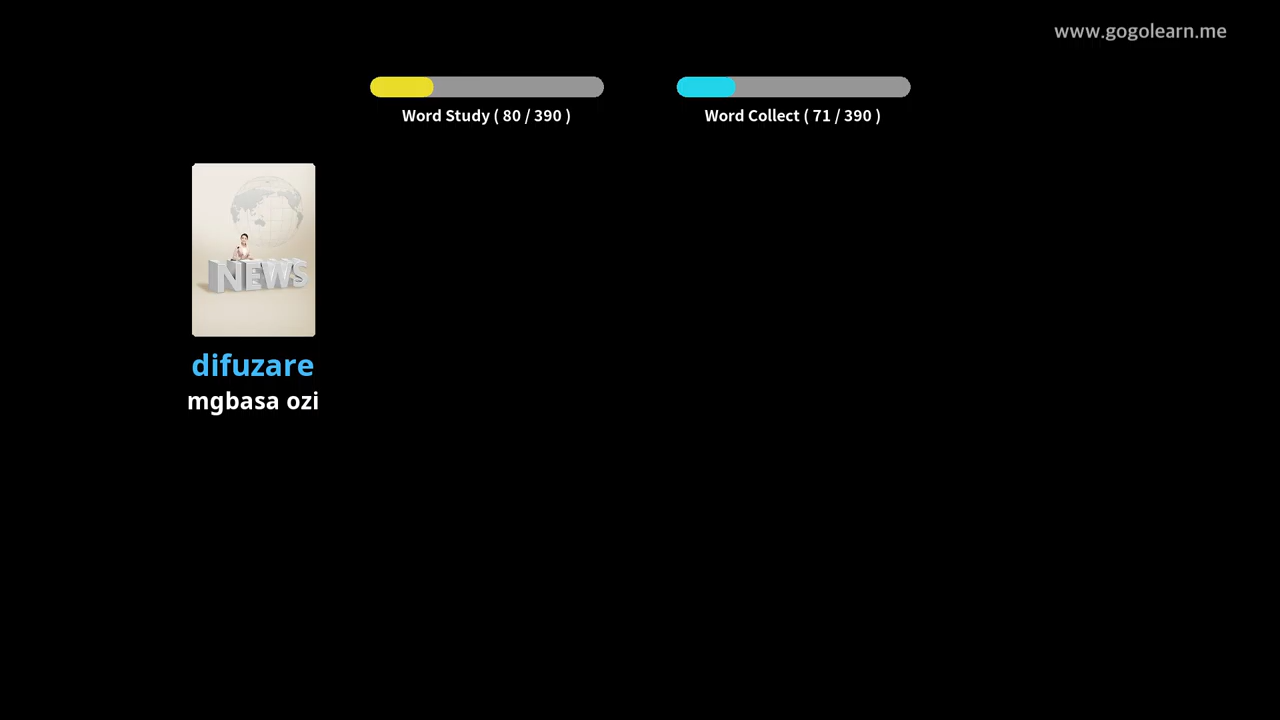 www.gogolearn.me
Word Study ( 80 / 390 )
Word Collect ( 71 / 390 )
NEWS
difuzare
mgbasa ozi